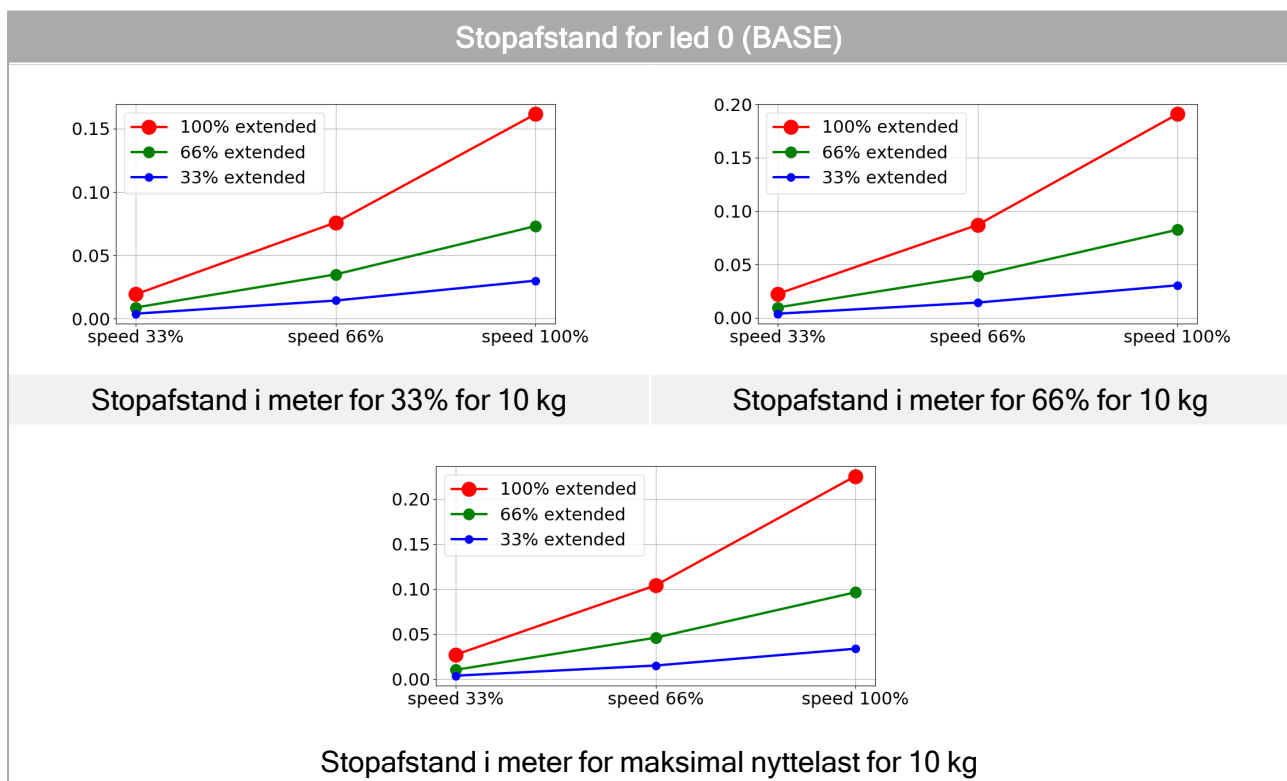 Stopafstand for led 0 (BASE)
0.15
0.10
0.05
0.00
100% extended
66% extended
33% extended
speed 33% speed 66% speed 100%
0.20
0.15
0.10
0.05
0.00
100% extended
66% extended
33% extended
speed 33% speed 66% speed 100%
Stopafstand i meter for 33% for 10 kg
Stopafstand i meter for 66% for 10 kg
0.20
0.15
0.10
0.05
0.00
100% extended
66% extended
33% extended
speed 33% speed 66% speed 100%
Stopafstand i meter for maksimal nyttelast for 10 kg